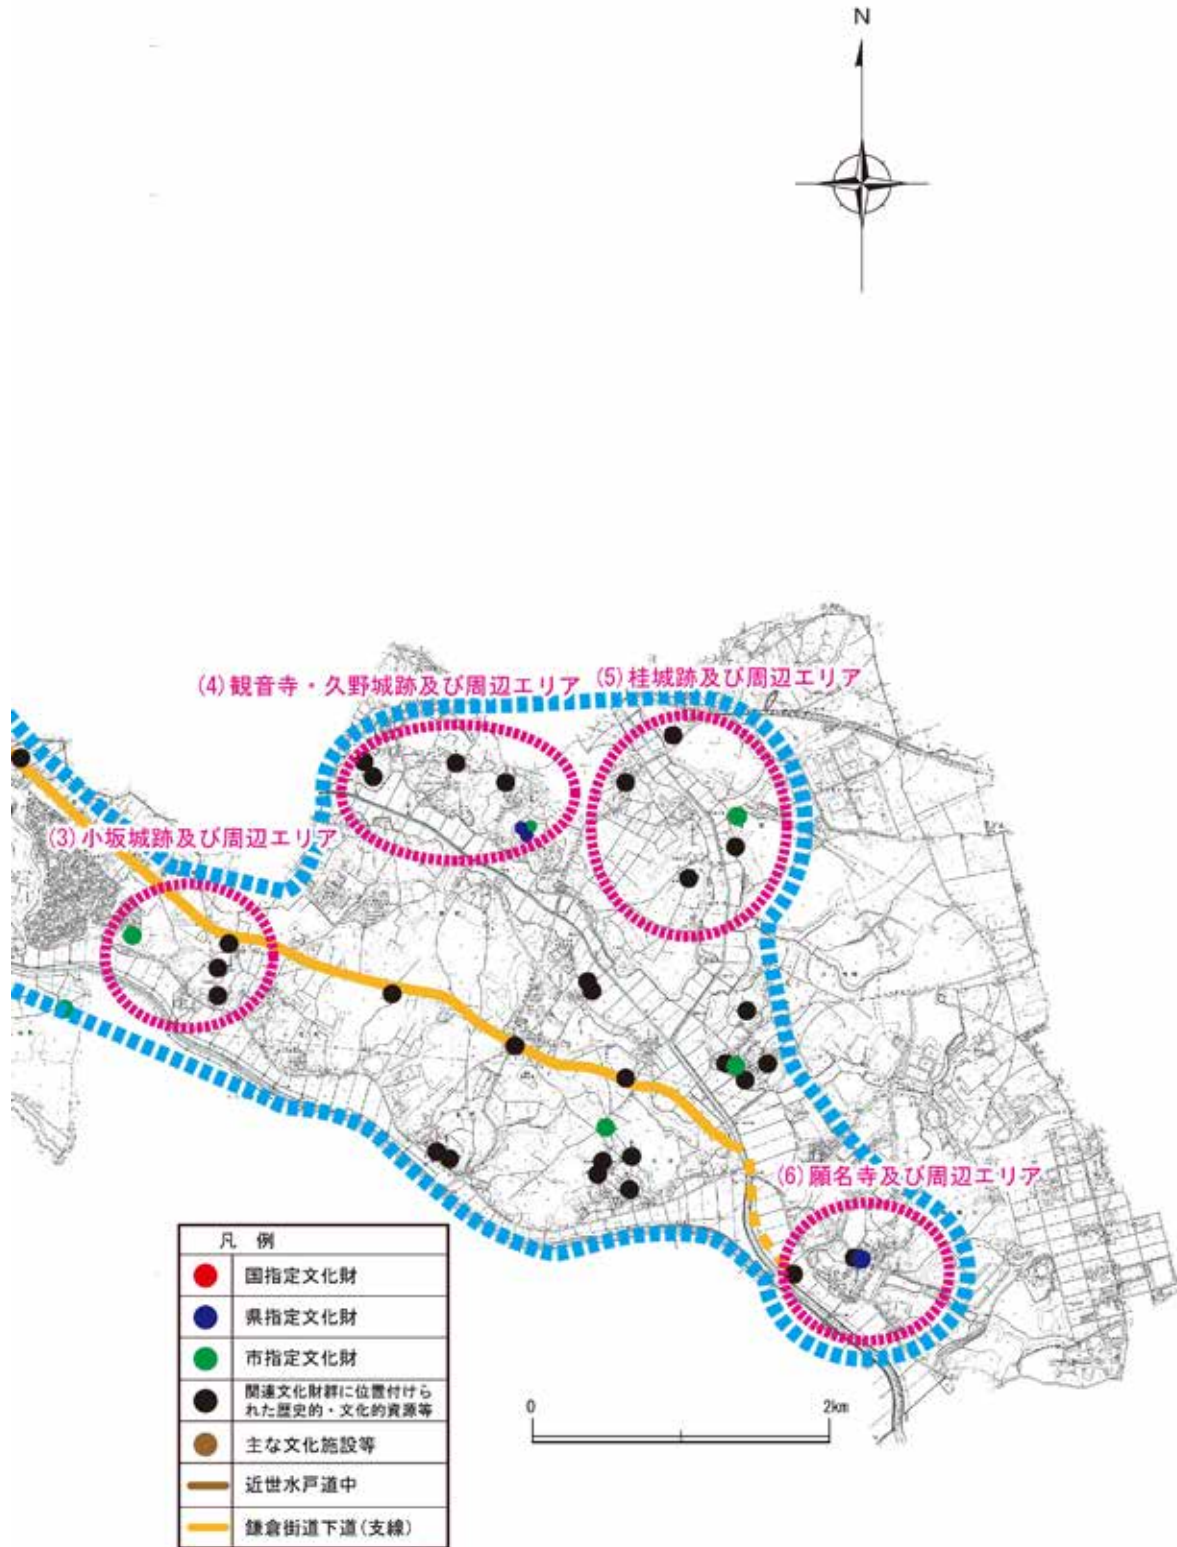 N
(4)観音寺・久野城跡及び周辺エリア
(5)桂城跡及び周辺エリア
(3)小坂城跡及び周辺エリア
(6)願名寺及び周辺エリア
凡 例
国指定文化財
県指定文化財
市指定文化財
関連文化財群に位置付けら
れた歴史的・文化的資源等
主な文化施設等
近世水戸道中
鎌倉街道下道(支線)
0
2km